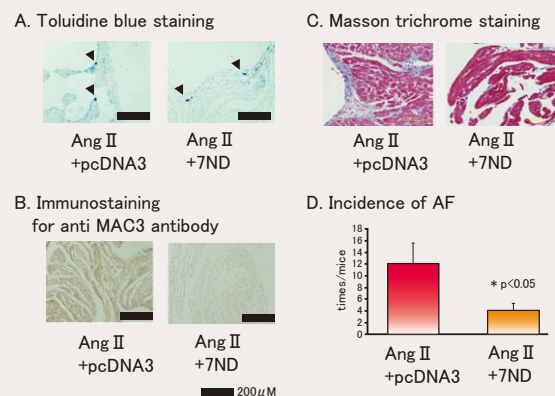 A. Toluidine blue staining
Ang Ⅱ
+pcDNA3
Ang Ⅱ
+7ND
B. Immunostaining
for anti MAC3 antibody
Ang Ⅱ
+pcDNA3
Ang Ⅱ
+7ND
200μM
C. Masson trichrome staining
Ang Ⅱ
+pcDNA3
Ang Ⅱ
+7ND
D. Incidence of AF
times/mice
18
16
14
12
10
8
6
4
2
0
* p<0.05
Ang Ⅱ
+pcDNA3
Ang Ⅱ
+7ND